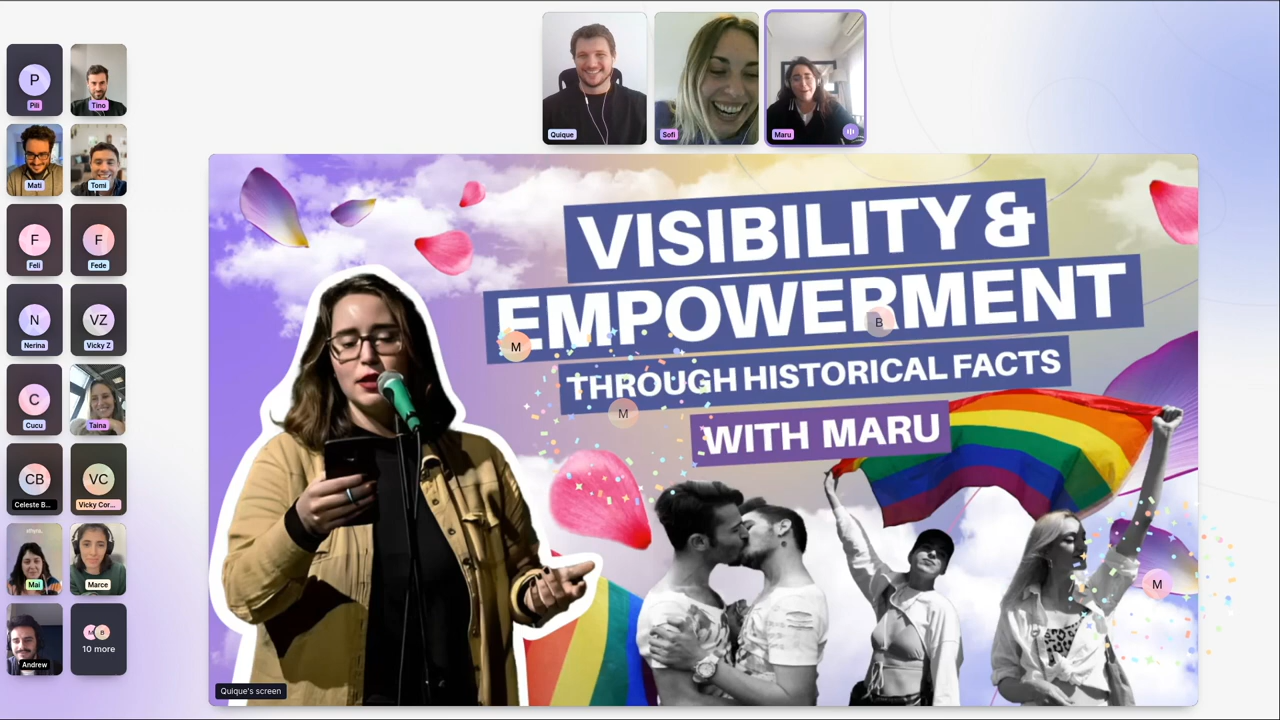 Quique
Sofi
Maru
P
Pili
Tino
Mati
Tomi
F
Feli
F
Fede
N
Nerina
VZ
Vicky Z
C
Cucu
Taina
CB
Celeste B...
VC
Vicky Cor...
Mai
Marce
Andrew
M
B
10 more
VISIBILITY &
EMPOWERMENT
THROUGH HISTORICAL FACTS
WITH MARU
M
B
M
M
Quique's screen